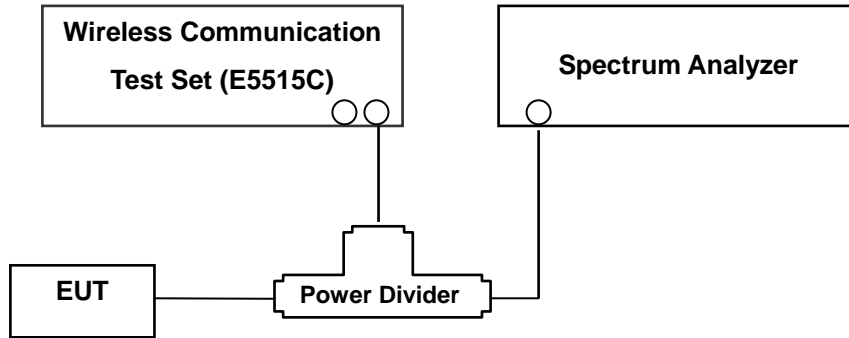 Wireless Communication
Test Set (E5515C)
Spectrum Analyzer
EUT
Power Divider